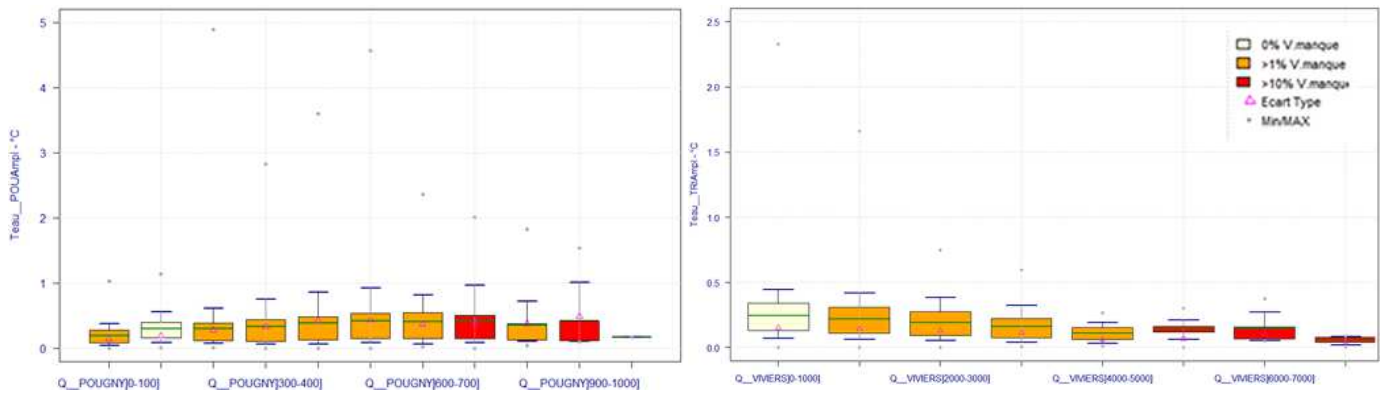 Teau__POUAmpl - °C
5
4
3
2
1
0
Q__POUGNY]0-100]
Q__POUGNY]300-400]
Q__POUGNY]600-700]
Q__POUGNY]900-1000]
Teau__TRIAmpl - °C
2.5
2.0
1.5
1.0
0.5
0.0
Q__VIVIERS]0-1000]
Q__VIVIERS]2000-3000]
Q__VIVIERS]4000-5000]
Q__VIVIERS]6000-7000]
0% V.manque
>1% V.manque
>10% V.manqu
Ecart Type
Min/MAX